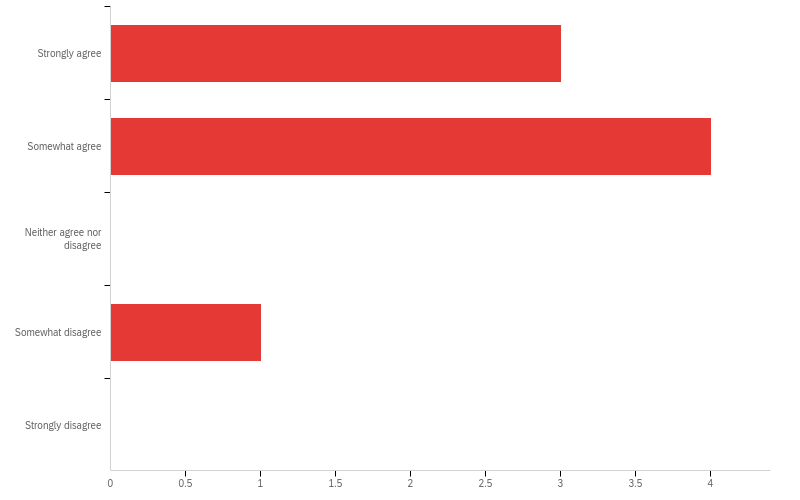 Strongly agree
Somewhat agree
Neither agree nor
disagree
Somewhat disagree
Strongly disagree
0 0.5 1 1.5 2 2.5 3 3.5 4